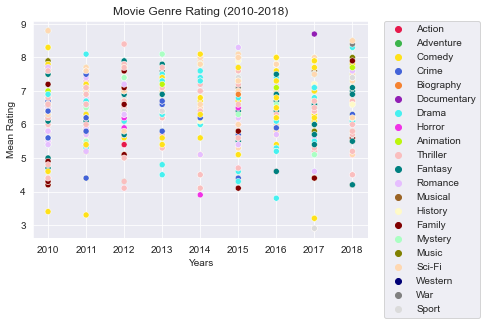 Movie Genre Rating (2010-2018)
Mean Rating
9
8
7
6
5
4
3
2010 2011 2012 2013 2014 2015 2016 2017 2018
Years
Action
Adventure
Comedy
Crime
Biography
Documentary
Drama
Horror
Animation
Thriller
Fantasy
Romance
Musical
History
Family
Mystery
Music
Sci-Fi
Western
War
Sport